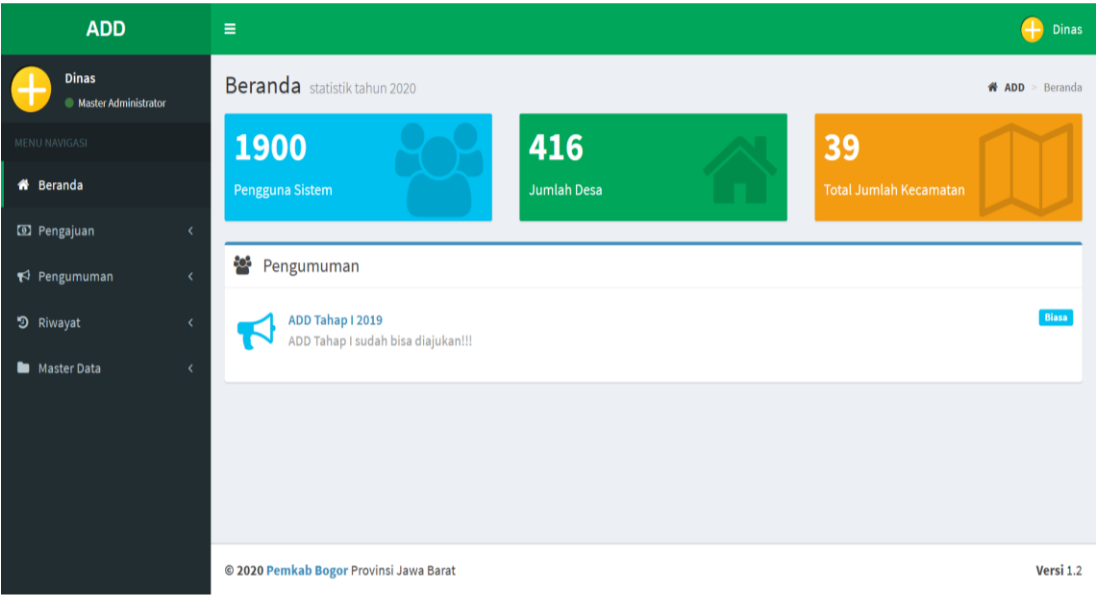 ADD
Dinas
Dinas
Master Administrator
MENU NAVIGASI
Beranda
Pengajuan
Pengumuman
Riwayat
Master Data
Beranda statistik tahun 2020
ADD > Beranda
1900
Pengguna Sistem
416
Jumlah Desa
39
Total Jumlah Kecamatan
Pengumuman
ADD Tahap I 2019
Biasa
ADD Tahap I sudah bisa diajukan!!!
© 2020 Pemkab Bogor Provinsi Jawa Barat
Versi 1.2